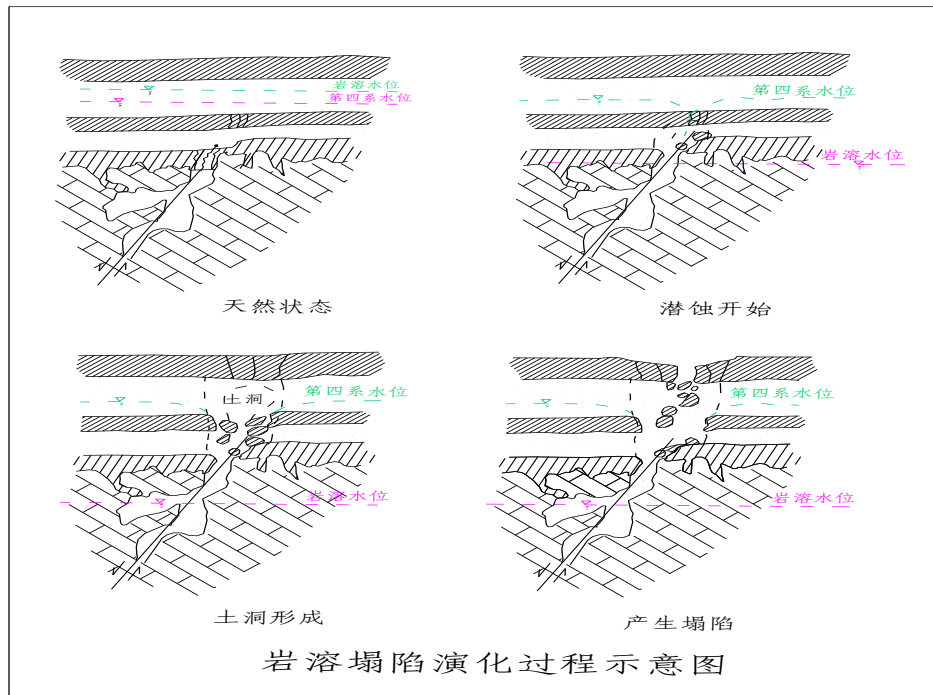 岩溶水位
第四系水位
天然状态
第四系水位
岩溶水位
潜蚀开始
土洞
第四系水位
岩溶水位
土洞形成
第四系水位
岩溶水位
产生塌陷
岩溶塌陷演化过程示意图